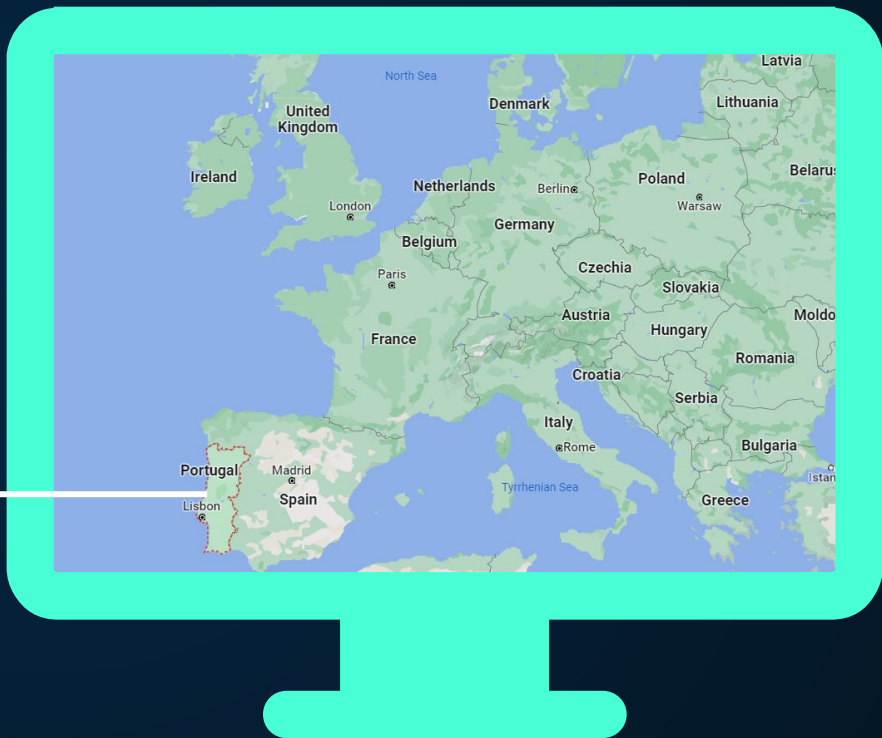 Latvia
North Sea
Denmark
Lithuania
United
Kingdom
Belarus
Ireland
Netherlands
Berlin
Poland
London
Warsaw
Germany
Belgium
Paris
Czechia
Slovakia
Austria
Moldo
France
Hungary
Romania
Croatia
Serbia
Italy
Rome
Bulgaria
Portugal
Madrid
Istan
Tyrrhenian Sea
Spain
Greece
Lisbon